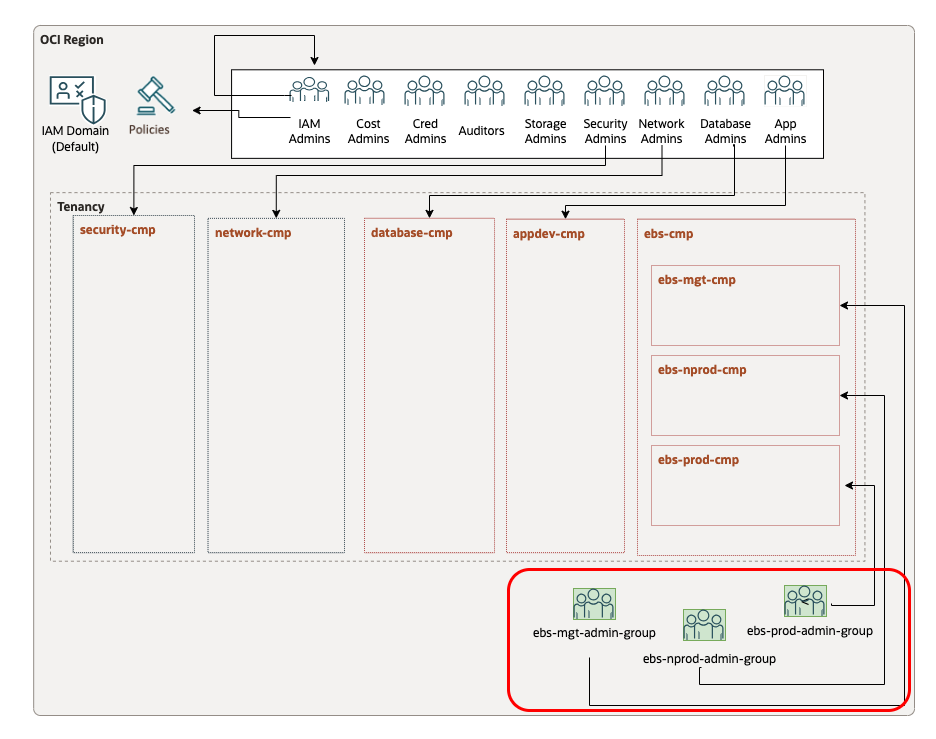 OCI Region
IAM Domain
(Default)
Policies
IAM
Admins
Cost
Admins
Cred
Admins
Auditors
Storage
Admins
Security
Admins
Network
Admins
Database
Admins
App
Admins
Tenancy
security-cmp
network-cmp
database-cmp
appdev-cmp
ebs-cmp
ebs-mgt-cmp
ebs-nprod-cmp
ebs-prod-cmp
ebs-mgt-admin-group
ebs-nprod-admin-group
ebs-prod-admin-group